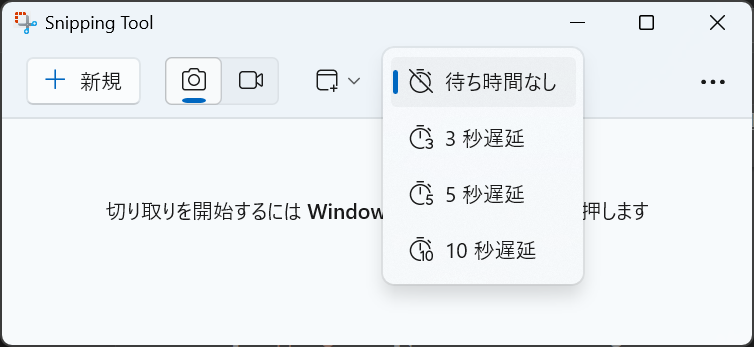 Snipping Tool
新規
待ち時間なし
3 秒遅延
5 秒遅延
10 秒遅延
切り取りを開始するには Window 押します